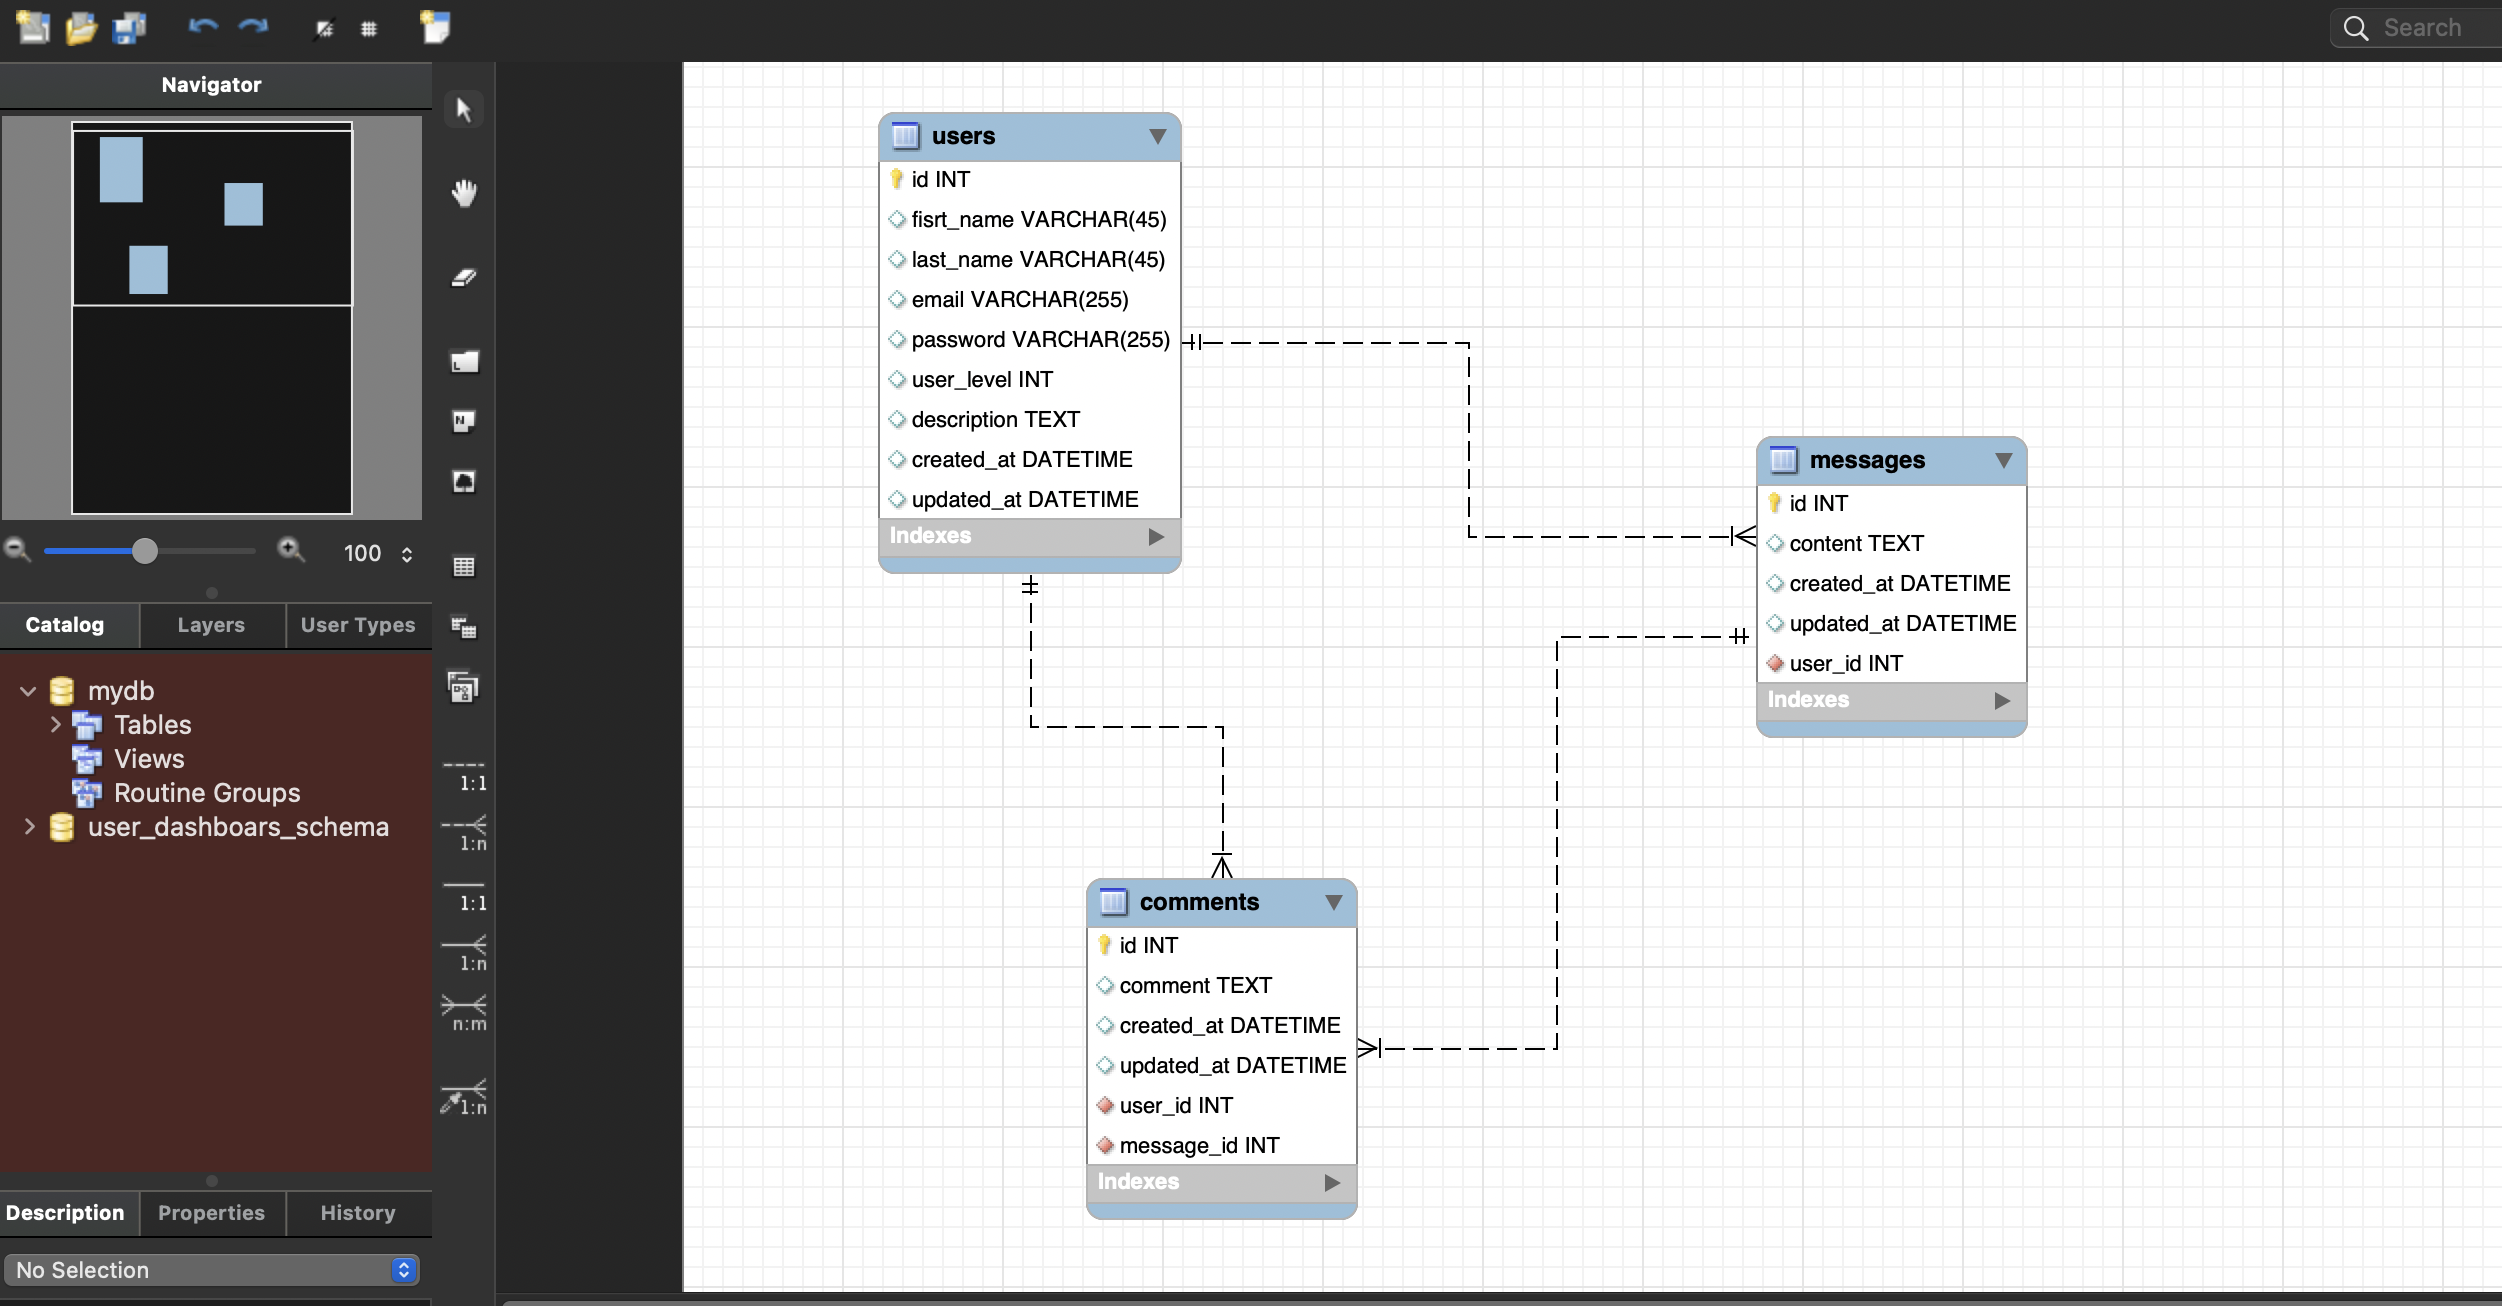 Search
Navigator
100
Catalog
Layers
User Types
mydb
Tables
Views
Routine Groups
user_dashboars_schema
Description
Properties
History
No Selection
L
N
1:1
1:n
1:1
1:n
n:m
1:n
users
id INT
fisrt_name VARCHAR(45)
last_name VARCHAR(45)
email VARCHAR(255)
password VARCHAR(255)
user_level INT
description TEXT
created_at DATETIME
updated_at DATETIME
Indexes
messages
id INT
content TEXT
created_at DATETIME
updated_at DATETIME
user_id INT
Indexes
comments
id INT
comment TEXT
created_at DATETIME
updated_at DATETIME
user_id INT
message_id INT
Indexes